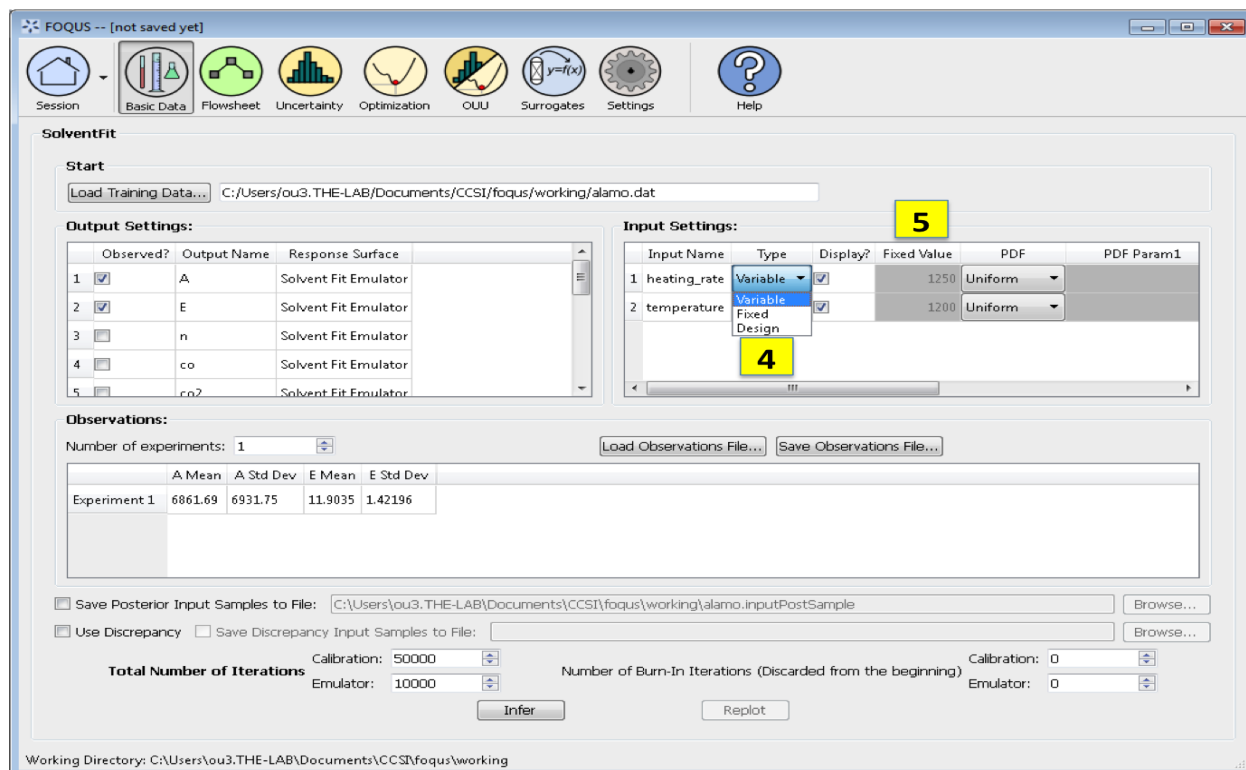 FOQUS -- [not saved yet]
Session
Basic Data
Flowsheet
Uncertainty
Optimization
OUU
y=f(x)
Surrogates
Settings
?
Help
SolventFit
Start
Load Training Data... C:/Users/ou3.THE-LAB/Documents/CCSI/foqus/working/alamo.dat
Output Settings:
Observed? Output Name Response Surface
1 A Solvent Fit Emulator
2 E Solvent Fit Emulator
3 n Solvent Fit Emulator
4 co Solvent Fit Emulator
5 co2 Solvent Fit Emulator
Input Settings:
5
Input Name Type Display? Fixed Value PDF PDF Param1
1 heating_rate Variable 1250 Uniform
2 temperature 1200 Uniform
Variable
Fixed
Design
4
Observations:
Number of experiments: 1 Load Observations File... Save Observations File...
A Mean A Std Dev E Mean E Std Dev
Experiment 1 6861.69 6931.75 11.9035 1.42196
Save Posterior Input Samples to File: C:\Users\ou3.THE-LAB\Documents\CCSI\foqus\working\alamo.inputPostSample Browse...
Use Discrepancy Save Discrepancy Input Samples to File: Browse...
Total Number of Iterations Calibration: 50000
Emulator: 10000
Number of Burn-In Iterations (Discarded from the beginning) Calibration: 0
Emulator: 0
Infer Replot
Working Directory: C:\Users\ou3.THE-LAB\Documents\CCSI\foqus\working